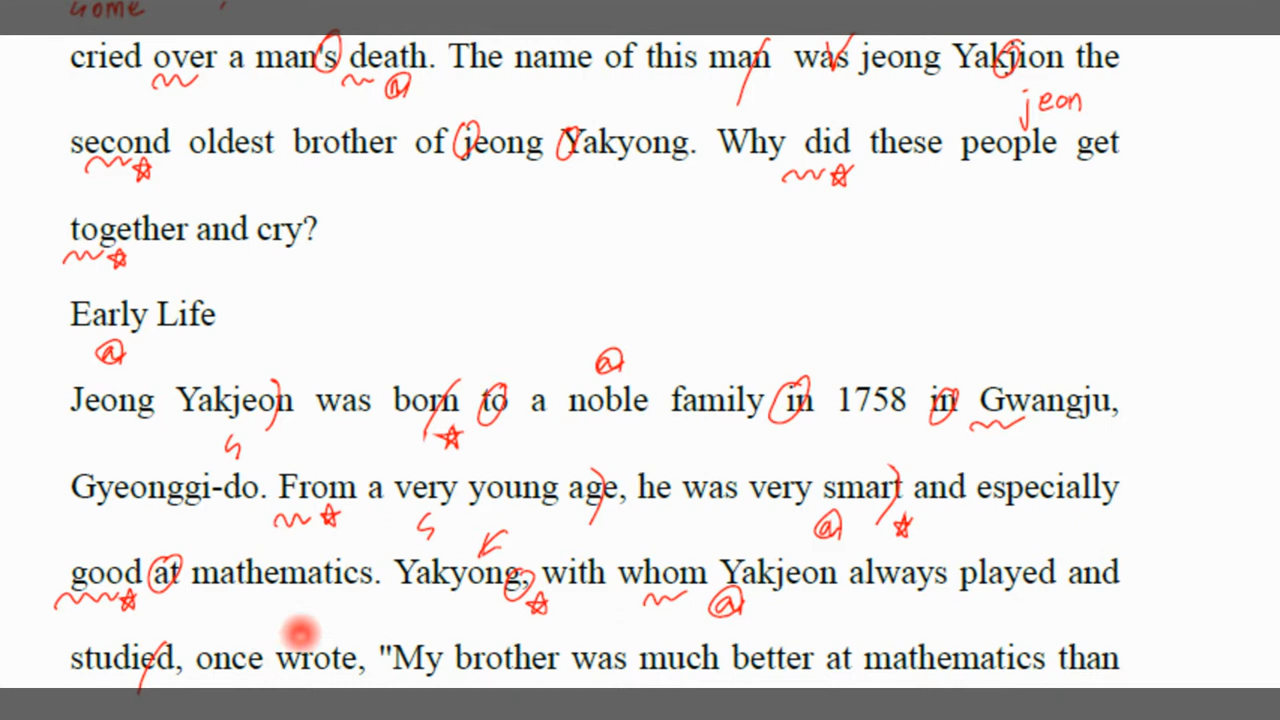 come
cried over a man's death. The name of this man was jeong Yakjion the
jeon
second oldest brother of jeong Yakyong. Why did these people get
together and cry?
Early Life
Jeong Yakjeon was born to a noble family in 1758 in Gwangju,
Gyeonggi-do. From a very young age, he was very smart and especially
good at mathematics. Yakyong, with whom Yakjeon always played and
studied, once wrote, "My brother was much better at mathematics than